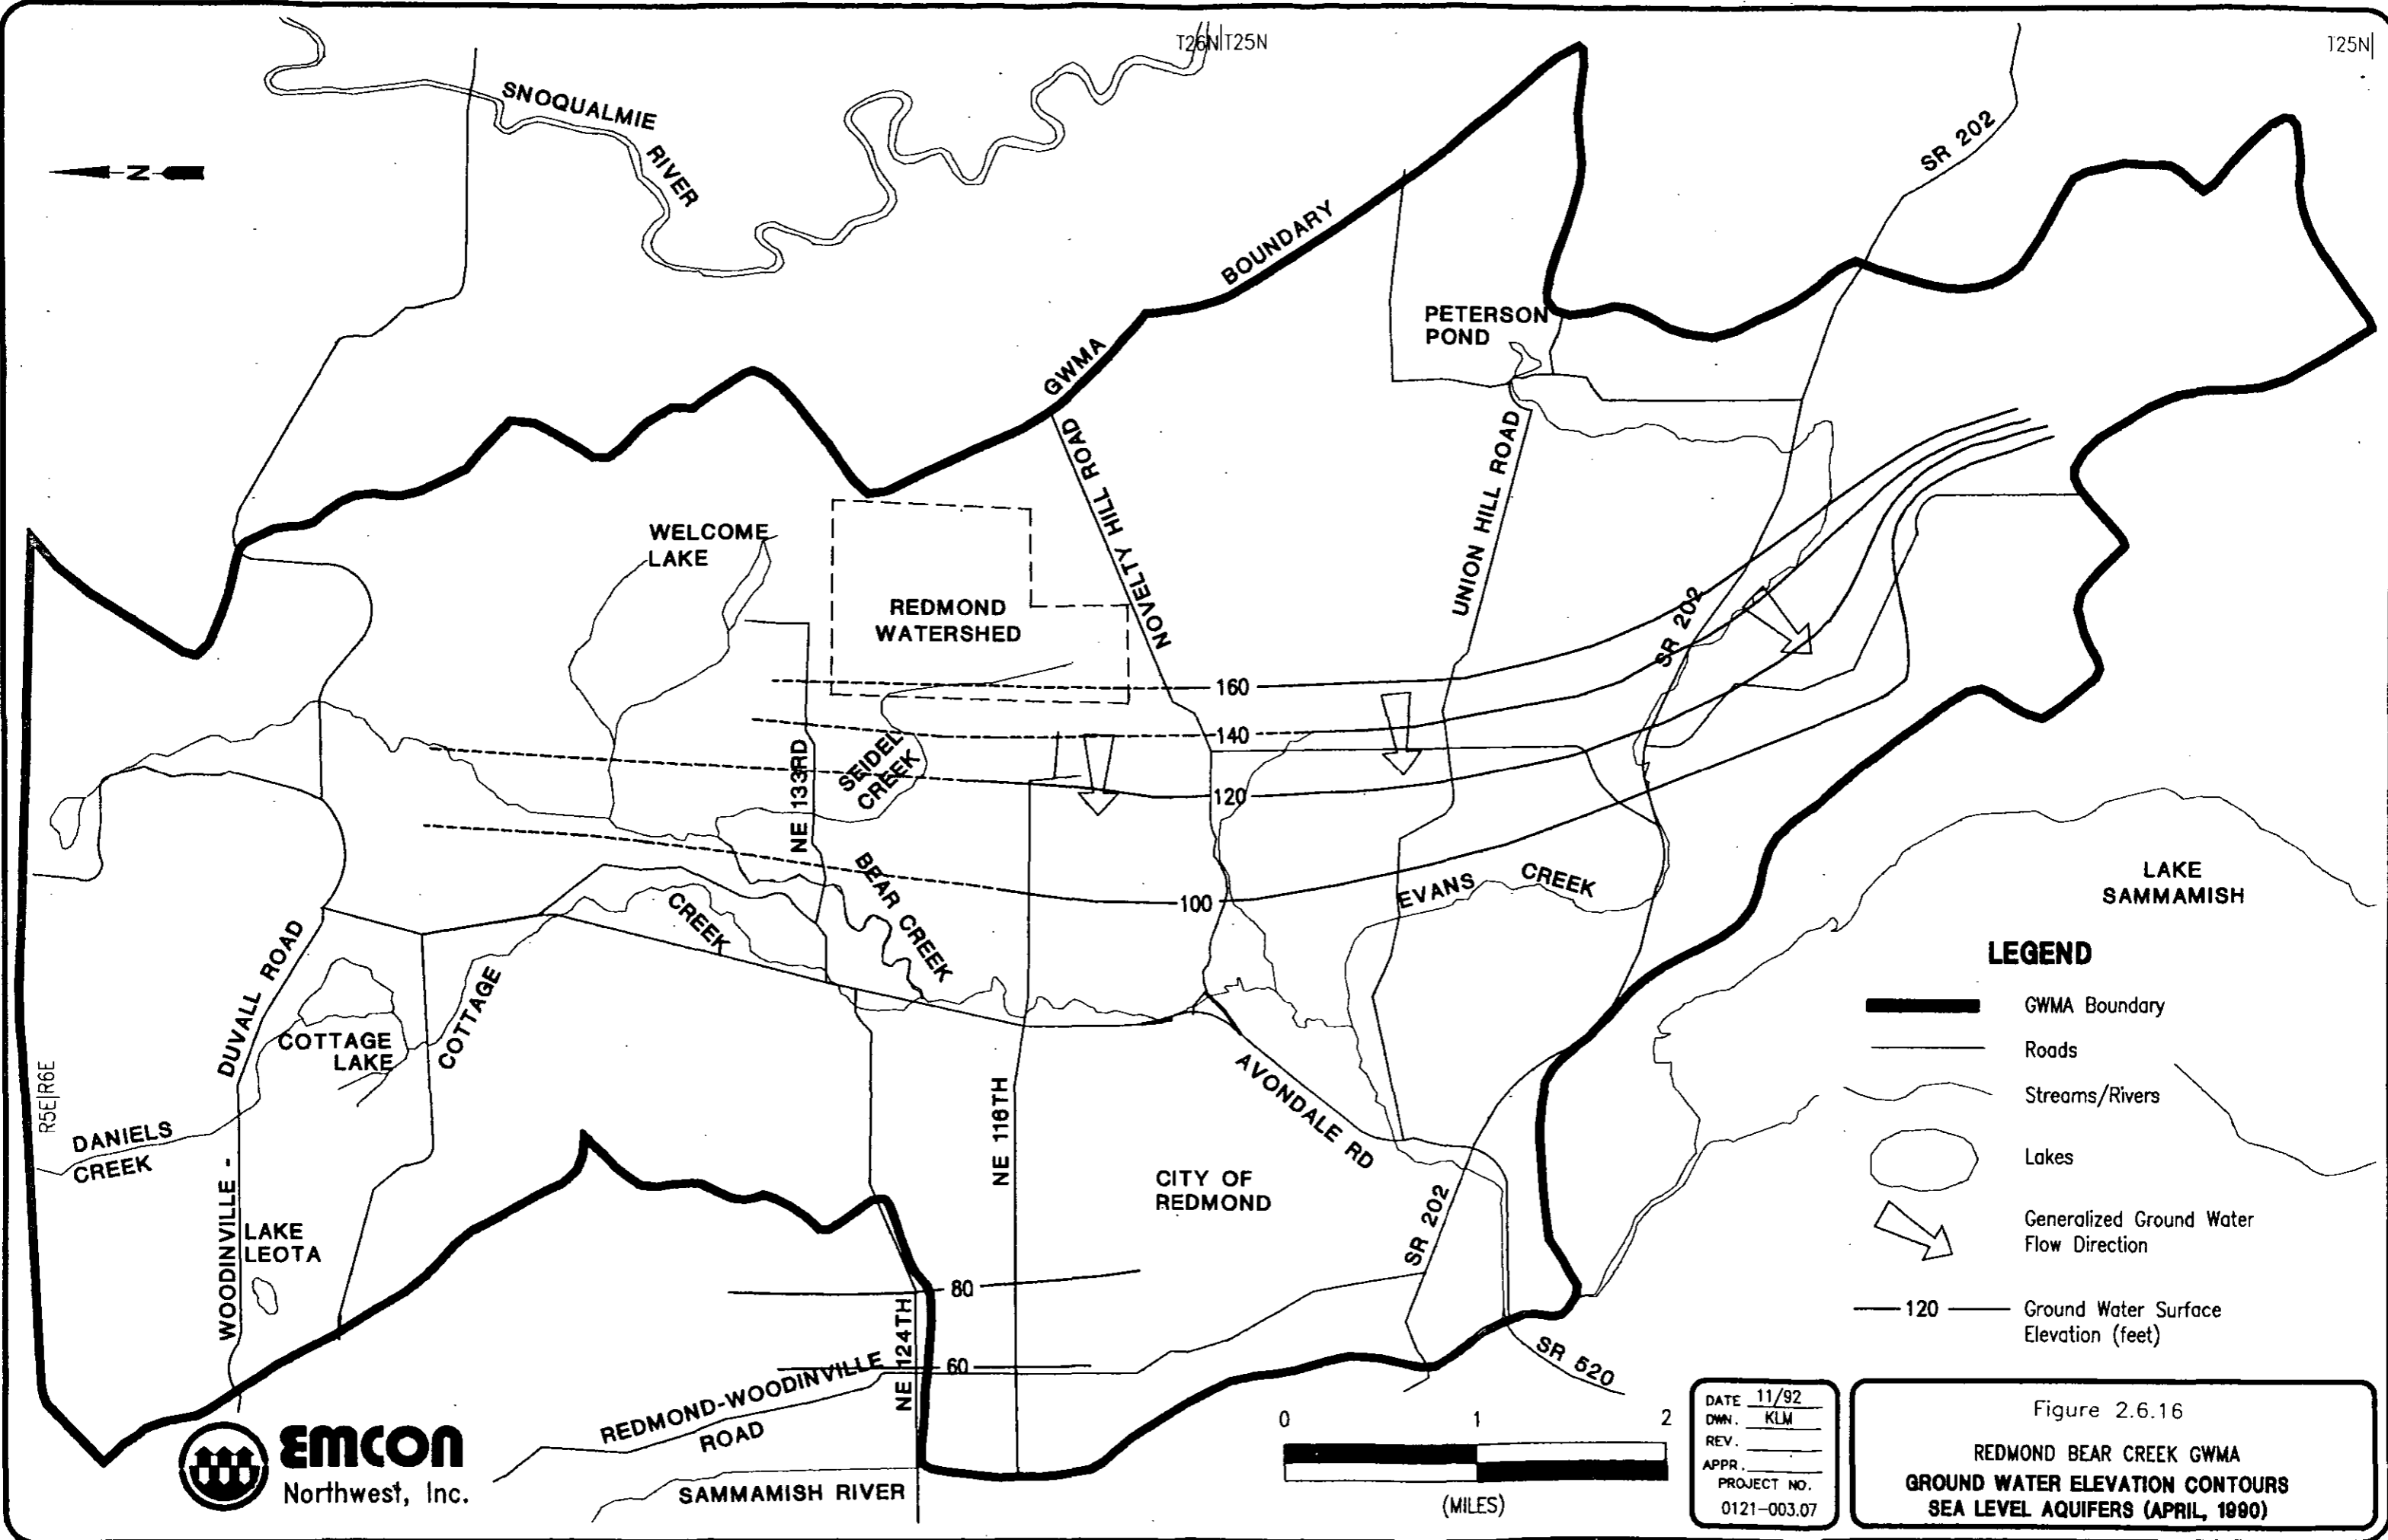 T26N|T25N
T25N|
SNOQUALMIE
RIVER
N
SR 202
GWMA
BOUNDARY
PETERSON
POND
WELCOME
LAKE
REDMOND
WATERSHED
NOVELTY HILL ROAD
UNION HILL ROAD
SR 202
160
140
120
100
NE 133RD
SEIDEL
CREEK
BEAR CREEK
EVANS
CREEK
LAKE
SAMMAMISH
COTTAGE
CREEK
WOODINVILLE -
DUVALL ROAD
COTTAGE
LAKE
R5E|R6E
DANIELS
CREEK
LAKE
LEOTA
NE 116TH
AVONDALE RD
CITY OF
REDMOND
SR 202
80
60
NE 124TH
REDMOND-WOODINVILLE
ROAD
SAMMAMISH RIVER
SR 520
LEGEND
GWMA Boundary
Roads
Streams/Rivers
Lakes
Generalized Ground Water
Flow Direction
120
Ground Water Surface
Elevation (feet)
EMCON
Northwest, Inc.
0 1 2
(MILES)
DATE 11/92
DWN. KLM
REV.
APPR.
PROJECT NO.
0121-003.07
Figure 2.6.16
REDMOND BEAR CREEK GWMA
GROUND WATER ELEVATION CONTOURS
SEA LEVEL AQUIFERS (APRIL, 1990)